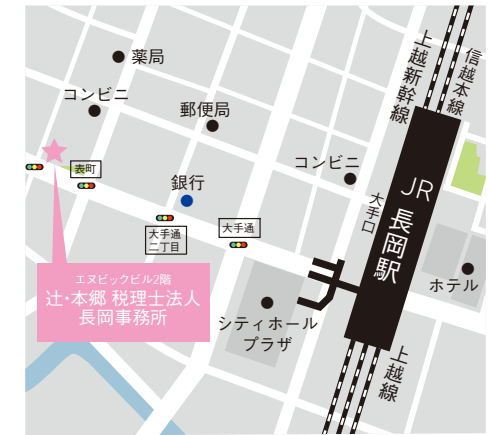 薬局
コンビニ
郵便局
上越新幹線
信越本線
コンビニ
表町
銀行
大手口
JR 長岡駅
大手通
二丁目
大手通
エヌビックビル2階
辻・本郷 税理士法人
長岡事務所
シティホール
プラザ
ホテル
上越線